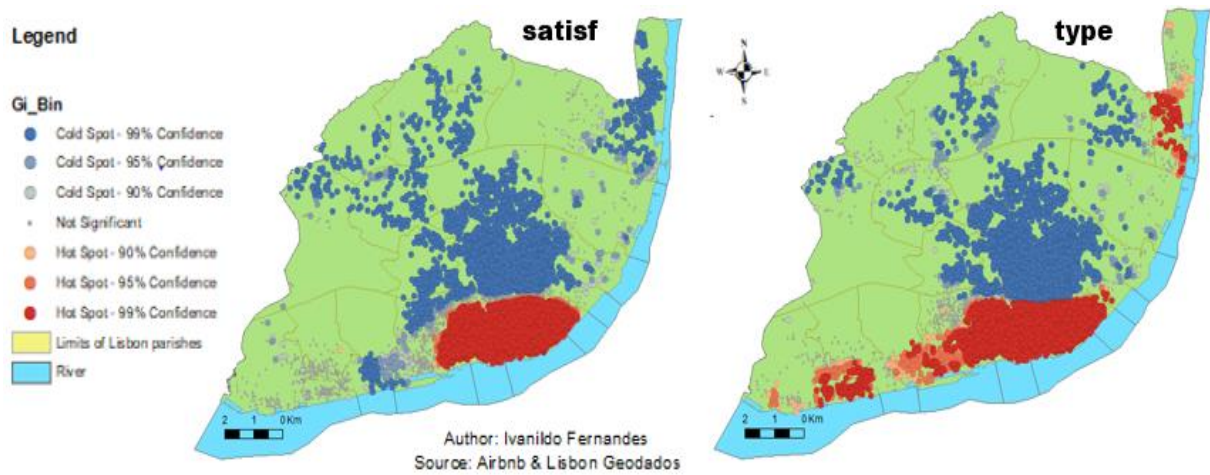 Legend
Gi_Bin
Cold Spot - 99% Confidence
Cold Spot - 95% Confidence
Cold Spot - 90% Confidence
Not Significant
Hot Spot - 90% Confidence
Hot Spot - 95% Confidence
Hot Spot - 99% Confidence
Limits of Lisbon parishes
River
satisf
2 1 0 Km
Author: Ivanildo Fernandes
Source: Airbnb & Lisbon Geodados
N
W E
N
type
2 1 0 Km